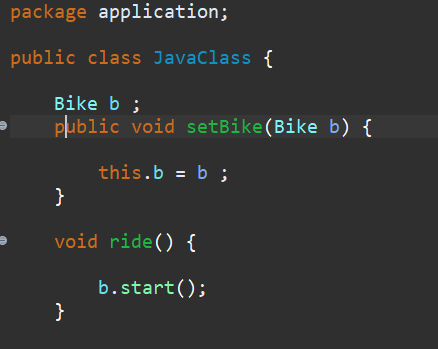 package application;
public class JavaClass {
Bike b ;
public void setBike(Bike b) {
this.b = b ;
}
void ride() {
b.start();
}